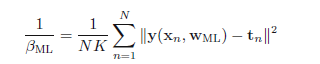 1/β_ML = 1/(NK) ∑_{n=1}^{N} ‖y(x_n, w_ML) − t_n‖²